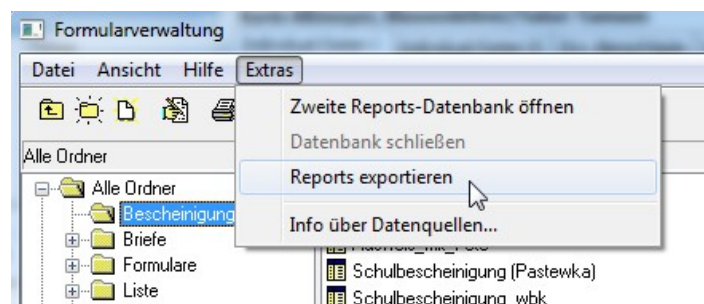 Formularverwaltung
Datei Ansicht Hilfe Extras
Zweite Reports-Datenbank öffnen
Datenbank schließen
Reports exportieren
Info über Datenquellen...
Alle Ordner
Alle Ordner
Bescheinigung
Briefe
Formulare
Liste
Schulbescheinigung (Pastewka)
Schulbescheinigung_wbk